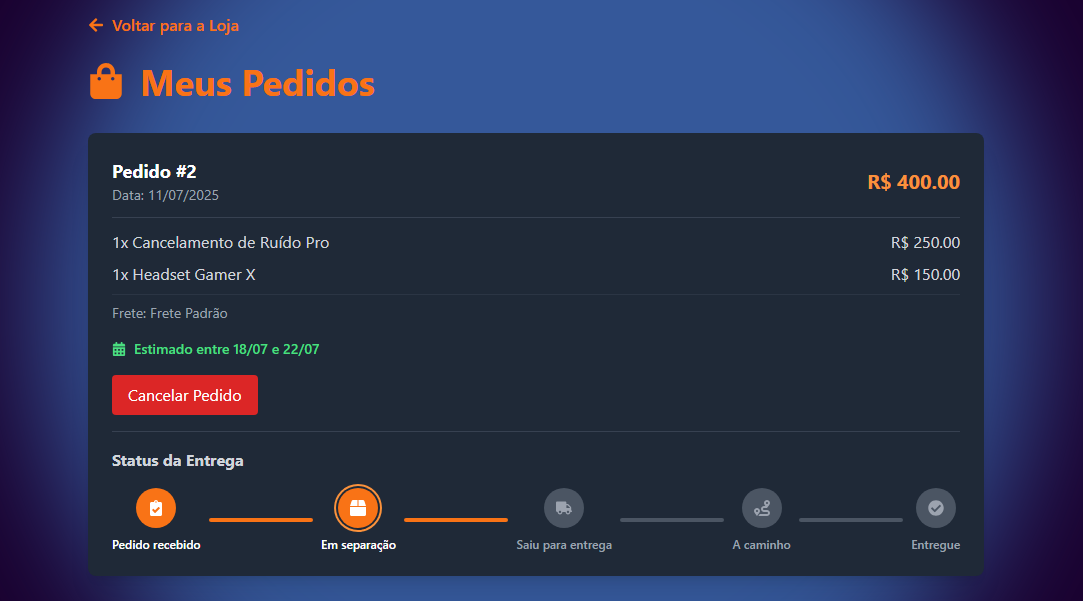 Voltar para a Loja
Meus Pedidos
Pedido #2
R$ 400.00
Data: 11/07/2025
1x Cancelamento de Ruído Pro
R$ 250.00
1x Headset Gamer X
R$ 150.00
Frete: Frete Padrão
Estimado entre 18/07 e 22/07
Cancelar Pedido
Status da Entrega
Pedido recebido
Em separação
Saiu para entrega
A caminho
Entregue